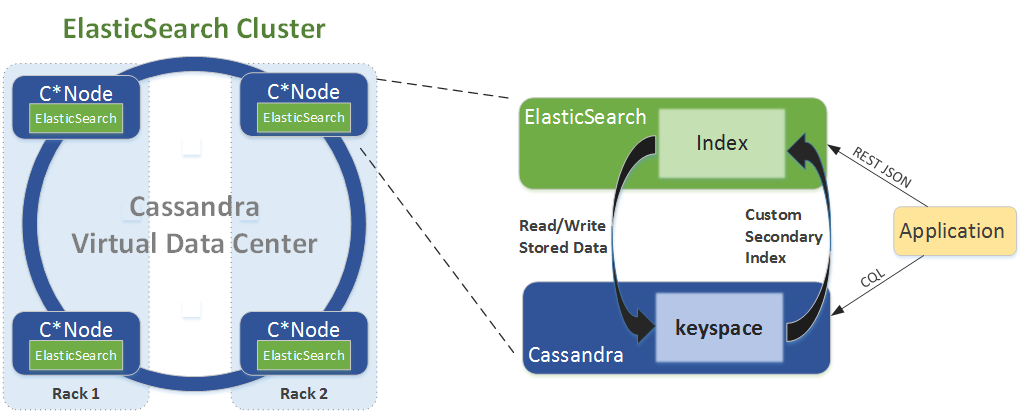 ElasticSearch Cluster
C*Node
ElasticSearch
C*Node
ElasticSearch
Cassandra
Virtual Data Center
C*Node
ElasticSearch
C*Node
ElasticSearch
Rack 1
Rack 2
ElasticSearch
Index
Read/Write
Stored Data
Custom
Secondary
Index
keyspace
Cassandra
REST JSON
Application
CQL